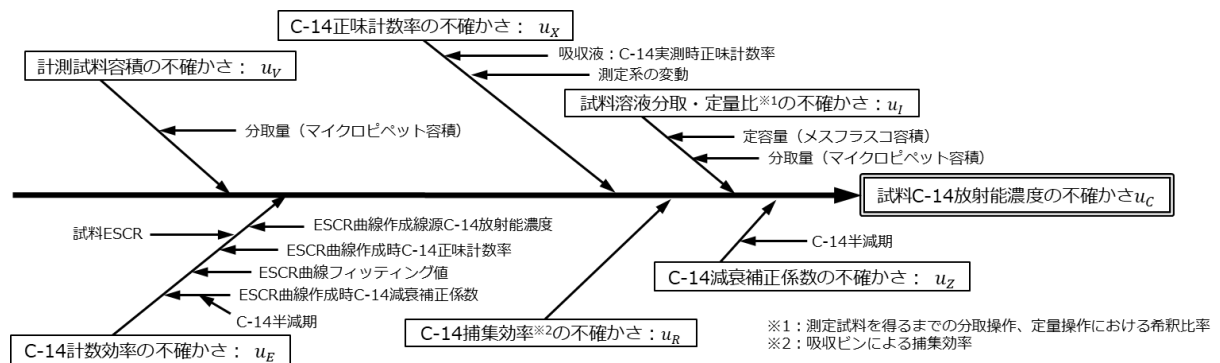 C-14正味計数率の不確かさ： u_X
吸収液：C-14実測時正味計数率
測定系の変動
計測試料容積の不確かさ： u_V
分取量（マイクロピペット容積）
試料溶液分取・定量比※1の不確かさ：u_I
定容量（メスフラスコ容積）
分取量（マイクロピペット容積）
試料C-14放射能濃度の不確かさu_C
試料ESCR
ESCR曲線作成線源C-14放射能濃度
ESCR曲線作成時C-14正味計数率
ESCR曲線フィッティング値
ESCR曲線作成時C-14減衰補正係数
C-14半減期
C-14計数効率の不確かさ： u_E
C-14捕集効率※2の不確かさ：u_R
C-14半減期
C-14減衰補正係数の不確かさ： u_Z
※1：測定試料を得るまでの分取操作、定量操作における希釈比率
※2：吸収ビンによる捕集効率